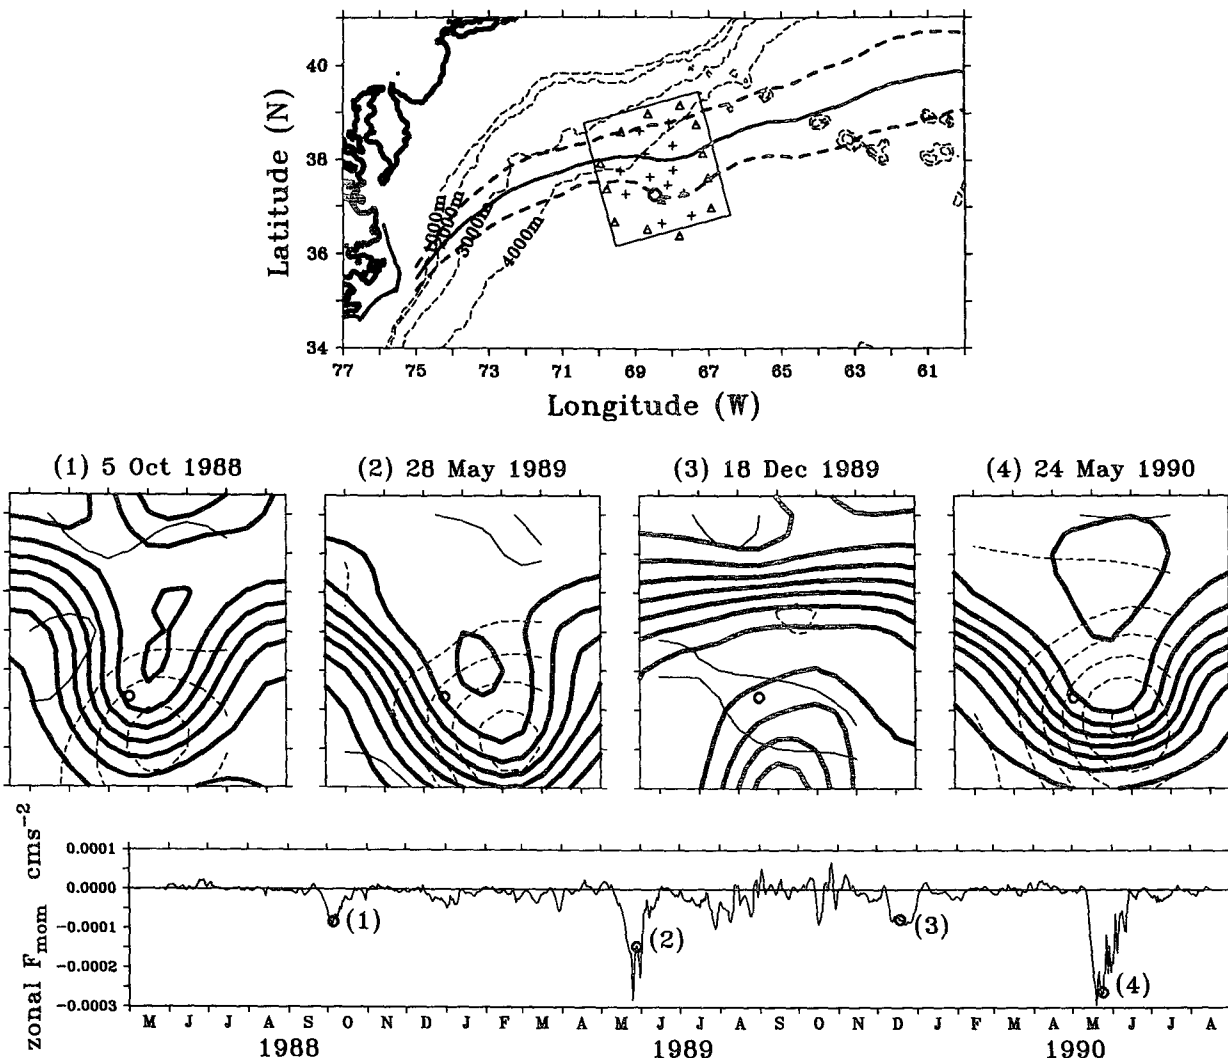 40
38
36
34
Latitude (N)
1000m
2000m
3000m
4000m
77 75 73 71 69 67 65 63 61
Longitude (W)
(1) 5 Oct 1988 (2) 28 May 1989 (3) 18 Dec 1989 (4) 24 May 1990
zonal Fmom cms−2
0.0001
0.0000
−0.0001
−0.0002
−0.0003
(1) (2) (3) (4)
M J J A S O N D J F M A M J J A S O N D J F M A M J J A
1988 1989 1990